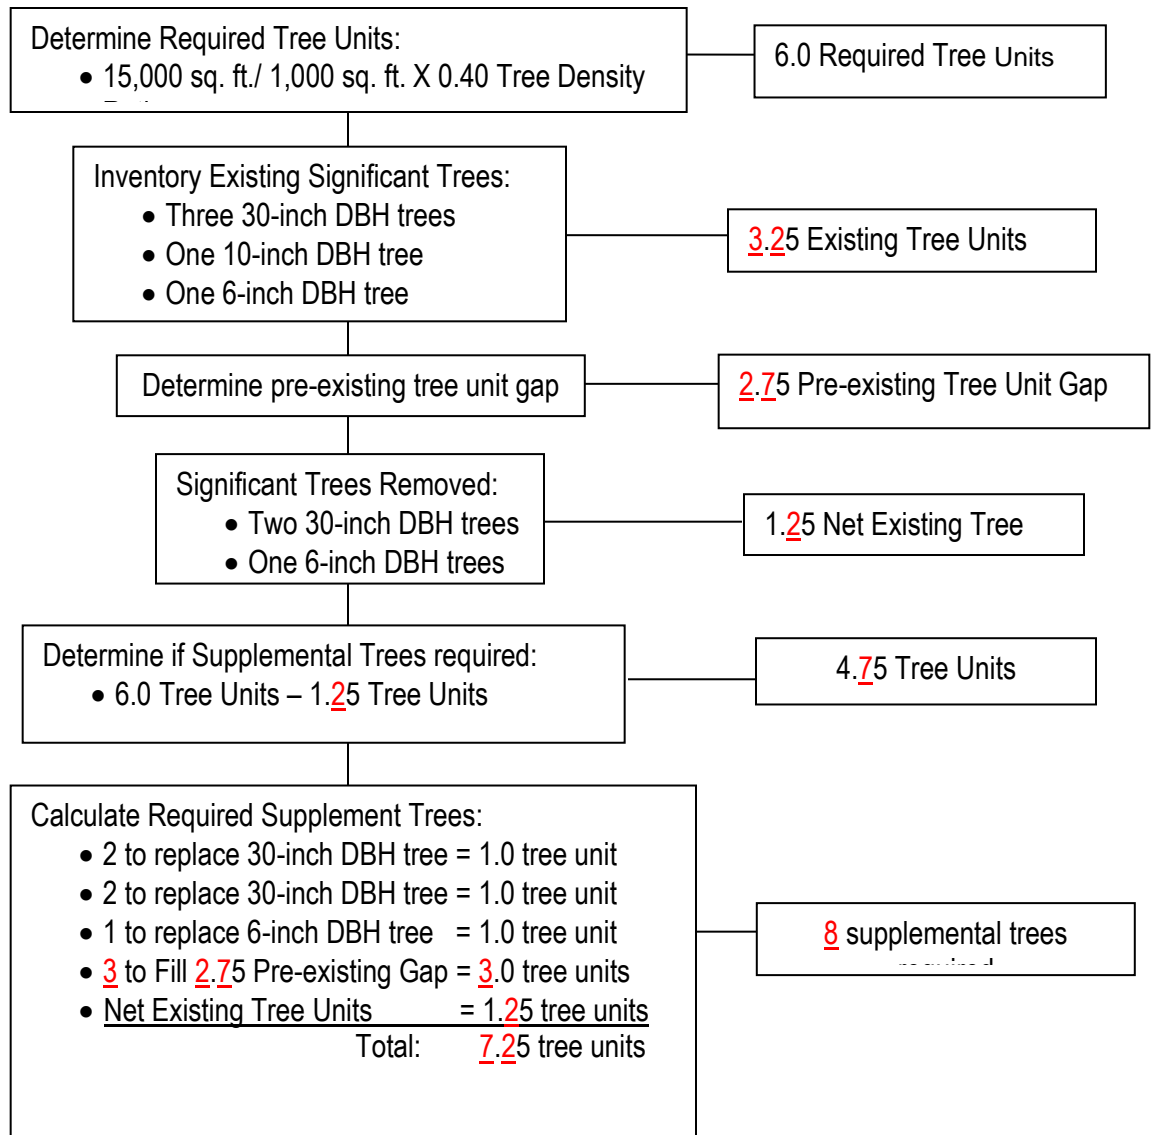 Determine Required Tree Units:
• 15,000 sq. ft./ 1,000 sq. ft. X 0.40 Tree Density
6.0 Required Tree Units
Inventory Existing Significant Trees:
• Three 30-inch DBH trees
• One 10-inch DBH tree
• One 6-inch DBH tree
3.25 Existing Tree Units
Determine pre-existing tree unit gap
2.75 Pre-existing Tree Unit Gap
Significant Trees Removed:
• Two 30-inch DBH trees
• One 6-inch DBH trees
1.25 Net Existing Tree
Determine if Supplemental Trees required:
• 6.0 Tree Units – 1.25 Tree Units
4.75 Tree Units
Calculate Required Supplement Trees:
• 2 to replace 30-inch DBH tree = 1.0 tree unit
• 2 to replace 30-inch DBH tree = 1.0 tree unit
• 1 to replace 6-inch DBH tree = 1.0 tree unit
• 3 to Fill 2.75 Pre-existing Gap = 3.0 tree units
• Net Existing Tree Units = 1.25 tree units
Total: 7.25 tree units
8 supplemental trees